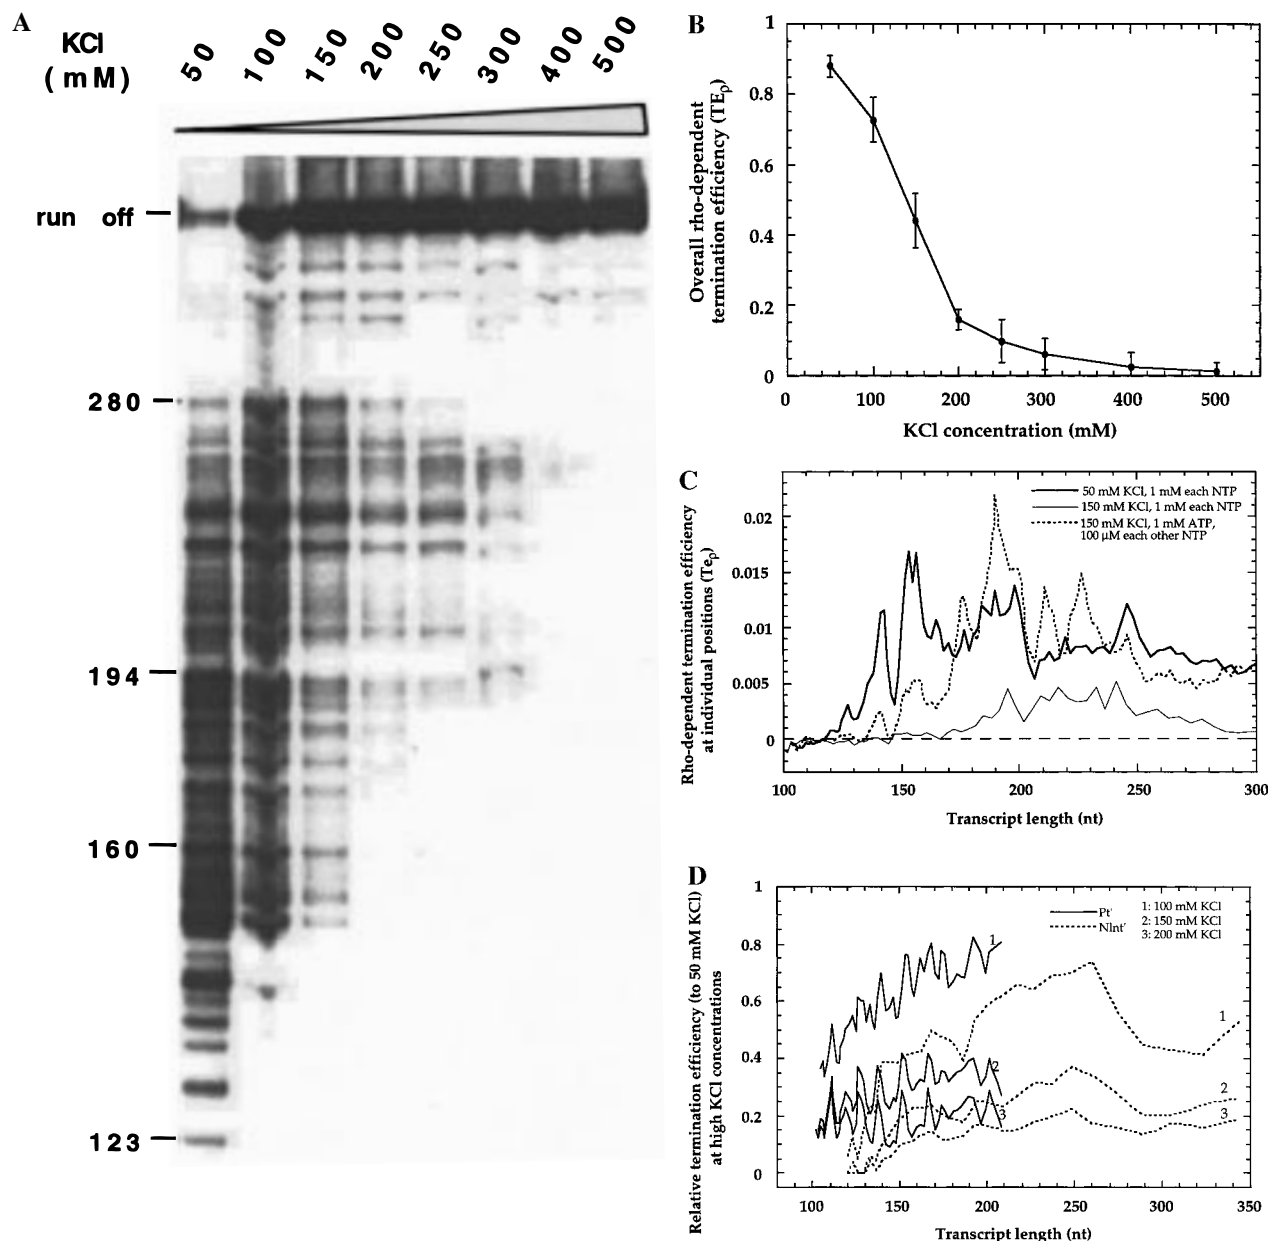 A
KCl
(mM)
50 100 150 200 250 300 400 500
run off
280
194
160
123
B
Overall rho-dependent
termination efficiency (TEρ)
1
0.8
0.6
0.4
0.2
0
0 100 200 300 400 500
KCl concentration (mM)
C
Rho-dependent termination efficiency
at individual positions (Teρ)
50 mM KCl, 1 mM each NTP
150 mM KCl, 1 mM each NTP
150 mM KCl, 1 mM ATP,
100 µM each other NTP
0.02
0.015
0.01
0.005
0
100 150 200 250 300
Transcript length (nt)
D
Relative termination efficiency (to 50 mM KCl)
at high KCl concentrations
Pt'
NInt'
1: 100 mM KCl
2: 150 mM KCl
3: 200 mM KCl
1
0.8
0.6
0.4
0.2
0
1
2
3
1
2
3
100 150 200 250 300 350
Transcript length (nt)